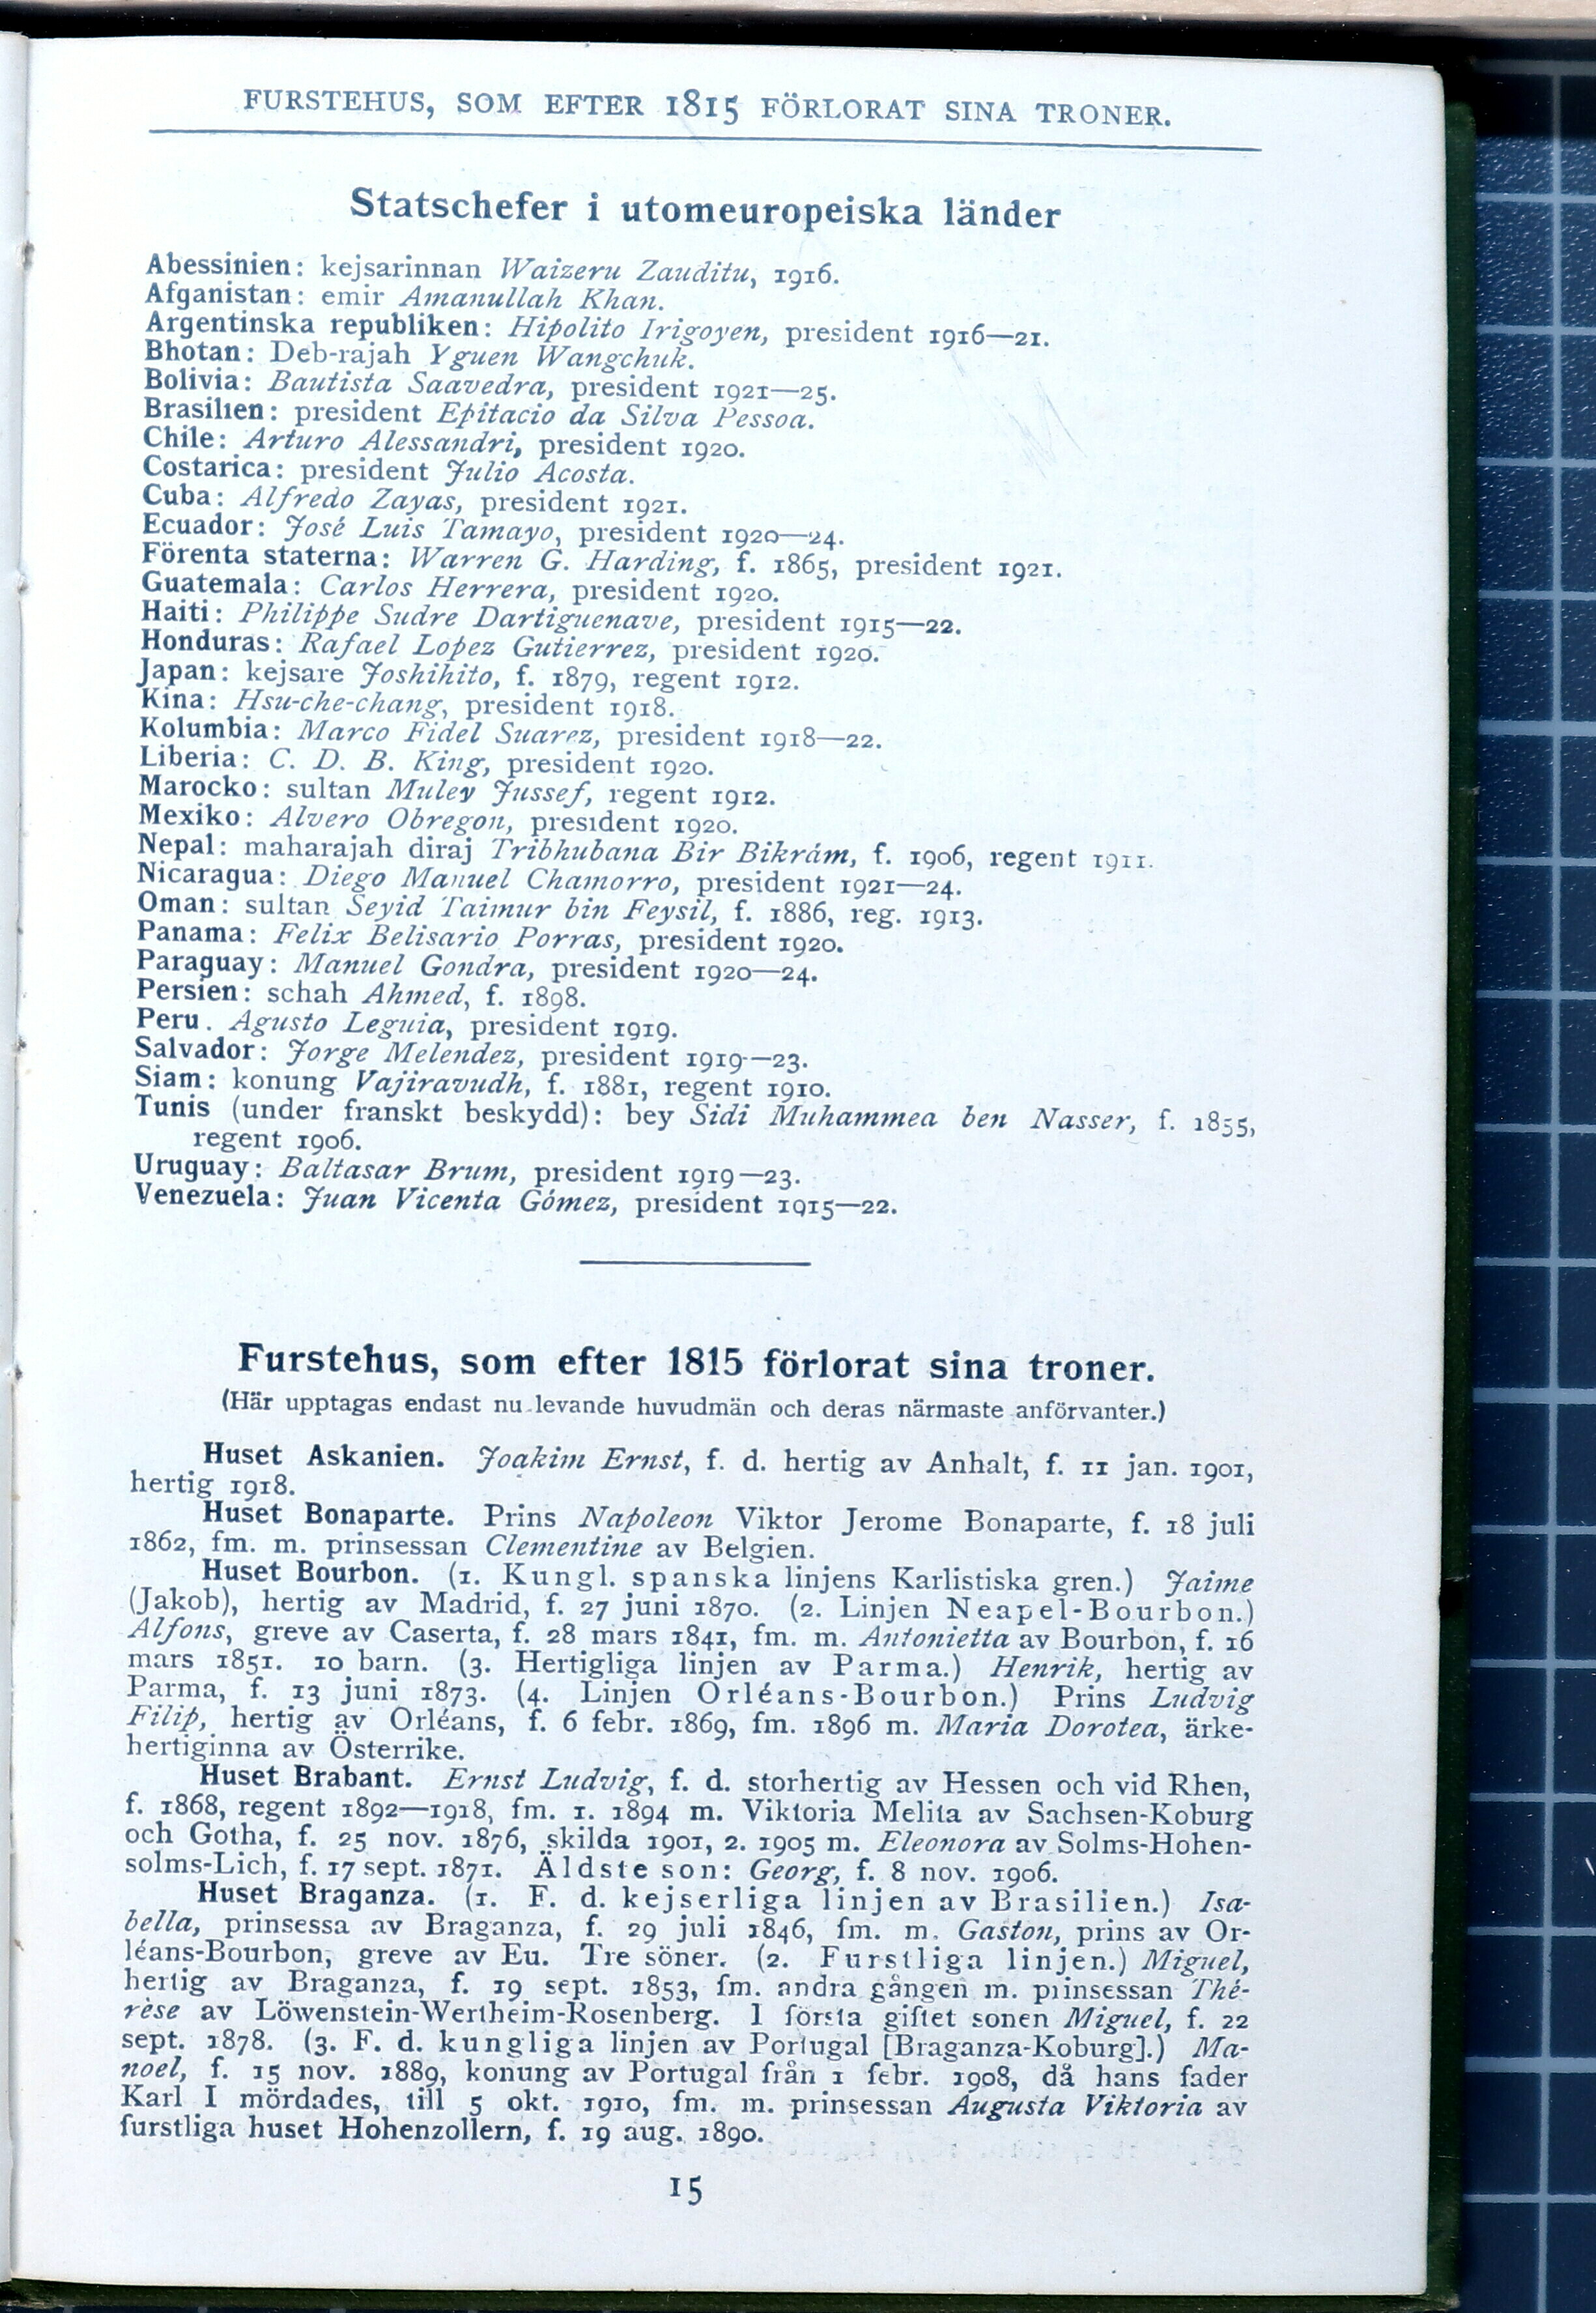 FURSTEHUS, SOM EFTER 1815 FÖRLORAT SINA TRONER.
Statschefer i utomeuropeiska länder
Abessinien: kejsarinnan Waizeru Zauditu, 1916.
Afganistan: emir Amanullah Khan.
Argentinska republiken: Hipolito Irigoyen, president 1916—21.
Bhotan: Deb-rajah Yguen Wangchuk.
Bolivia: Bautista Saavedra, president 1921—25.
Brasilien: president Epitacio da Silva Pessoa.
Chile: Arturo Alessandri, president 1920.
Costarica: president Julio Acosta.
Cuba: Alfredo Zayas, president 1921.
Ecuador: José Luis Tamayo, president 1920—24.
Förenta staterna: Warren G. Harding, f. 1865, president 1921.
Guatemala: Carlos Herrera, president 1920.
Haiti: Philippe Sudre Dartiguenave, president 1915—22.
Honduras: Rafael Lopez Gutierrez, president 1920.
Japan: kejsare Joshihito, f. 1879, regent 1912.
Kina: Hsu-che-chang, president 1918.
Kolumbia: Marco Fidel Suarez, president 1918—22.
Liberia: C. D. B. King, president 1920.
Marocko: sultan Muley Jussef, regent 1912.
Mexiko: Alvero Obregon, president 1920.
Nepal: maharajah diraj Tribhubana Bir Bikrám, f. 1906, regent 1911.
Nicaragua: Diego Manuel Chamorro, president 1921—24.
Oman: sultan Seyid Taimur bin Feysil, f. 1886, reg. 1913.
Panama: Felix Belisario Porras, president 1920.
Paraguay: Manuel Gondra, president 1920—24.
Persien: schah Ahmed, f. 1898.
Peru. Agusto Leguia, president 1919.
Salvador: Jorge Melendez, president 1919—23.
Siam: konung Vajiravudh, f. 1881, regent 1910.
Tunis (under franskt beskydd): bey Sidi Muhammea ben Nasser, f. 1855,
regent 1906.
Uruguay: Baltasar Brum, president 1919—23.
Venezuela: Juan Vicenta Gómez, president 1915—22.
Furstehus, som efter 1815 förlorat sina troner.
(Här upptagas endast nu levande huvudmän och deras närmaste anförvanter.)
Huset Askanien. Joakim Ernst, f. d. hertig av Anhalt, f. 11 jan. 1901,
hertig 1918.
Huset Bonaparte. Prins Napoleon Viktor Jerome Bonaparte, f. 18 juli
1862, fm. m. prinsessan Clementine av Belgien.
Huset Bourbon. (1. Kungl. spanska linjens Karlistiska gren.) Jaime
(Jakob), hertig av Madrid, f. 27 juni 1870. (2. Linjen Neapel-Bourbon.)
Alfons, greve av Caserta, f. 28 mars 1841, fm. m. Antonietta av Bourbon, f. 16
mars 1851. 10 barn. (3. Hertigliga linjen av Parma.) Henrik, hertig av
Parma, f. 13 juni 1873. (4. Linjen Orléans-Bourbon.) Prins Ludvig
Filip, hertig av Orléans, f. 6 febr. 1869, fm. 1896 m. Maria Dorotea, ärke-
hertiginna av Österrike.
Huset Brabant. Ernst Ludvig, f. d. storhertig av Hessen och vid Rhen,
f. 1868, regent 1892—1918, fm. 1. 1894 m. Viktoria Melita av Sachsen-Koburg
och Gotha, f. 25 nov. 1876, skilda 1901, 2. 1905 m. Eleonora av Solms-Hohen-
solms-Lich, f. 17 sept. 1871. Äldste son: Georg, f. 8 nov. 1906.
Huset Braganza. (1. F. d. kejserliga linjen av Brasilien.) Isa-
bella, prinsessa av Braganza, f. 29 juli 1846, fm. m. Gaston, prins av Or-
léans-Bourbon, greve av Eu. Tre söner. (2. Furstliga linjen.) Miguel,
hertig av Braganza, f. 19 sept. 1853, fm. andra gången m. prinsessan Thé-
rèse av Löwenstein-Wertheim-Rosenberg. I första giftet sonen Miguel, f. 22
sept. 1878. (3. F. d. kungliga linjen av Portugal [Braganza-Koburg].) Ma-
noel, f. 15 nov. 1889, konung av Portugal från 1 febr. 1908, då hans fader
Karl I mördades, till 5 okt. 1910, fm. m. prinsessan Augusta Viktoria av
furstliga huset Hohenzollern, f. 19 aug. 1890.
15